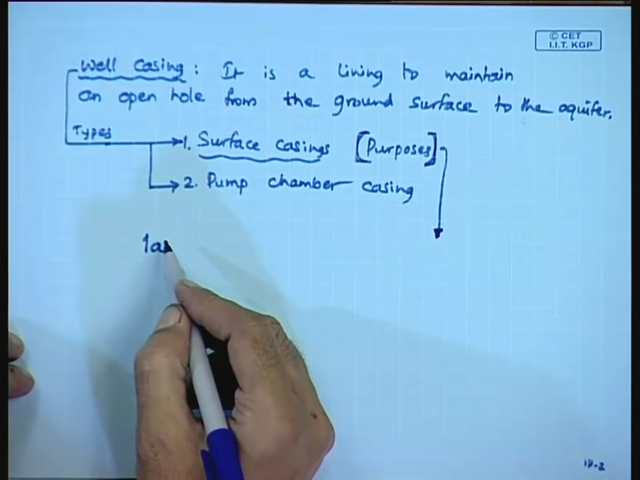 © CET
I.I.T. KGP
Well Casing : It is a lining to maintain
an open hole from the ground surface to the aquifer.
Types
1. Surface casings [Purposes]
2. Pump chamber casing
1a
17-2